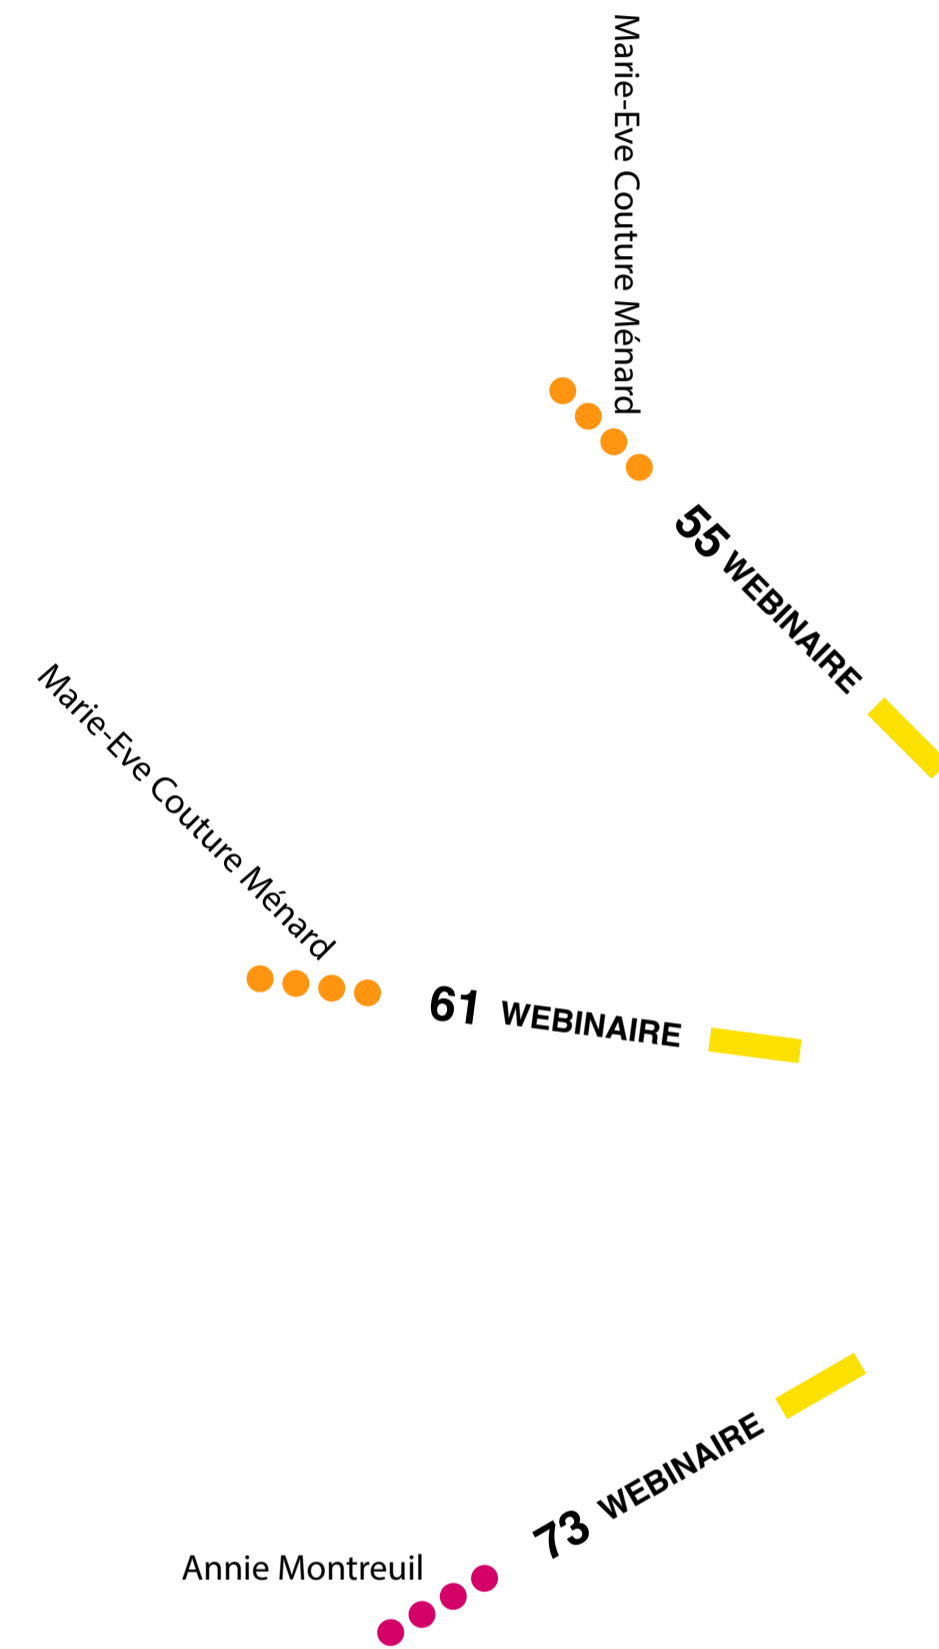 Marie-Eve Couture Ménard
55 WEBINAIRE
Marie-Eve Couture Ménard
61 WEBINAIRE
73 WEBINAIRE
Annie Montreuil